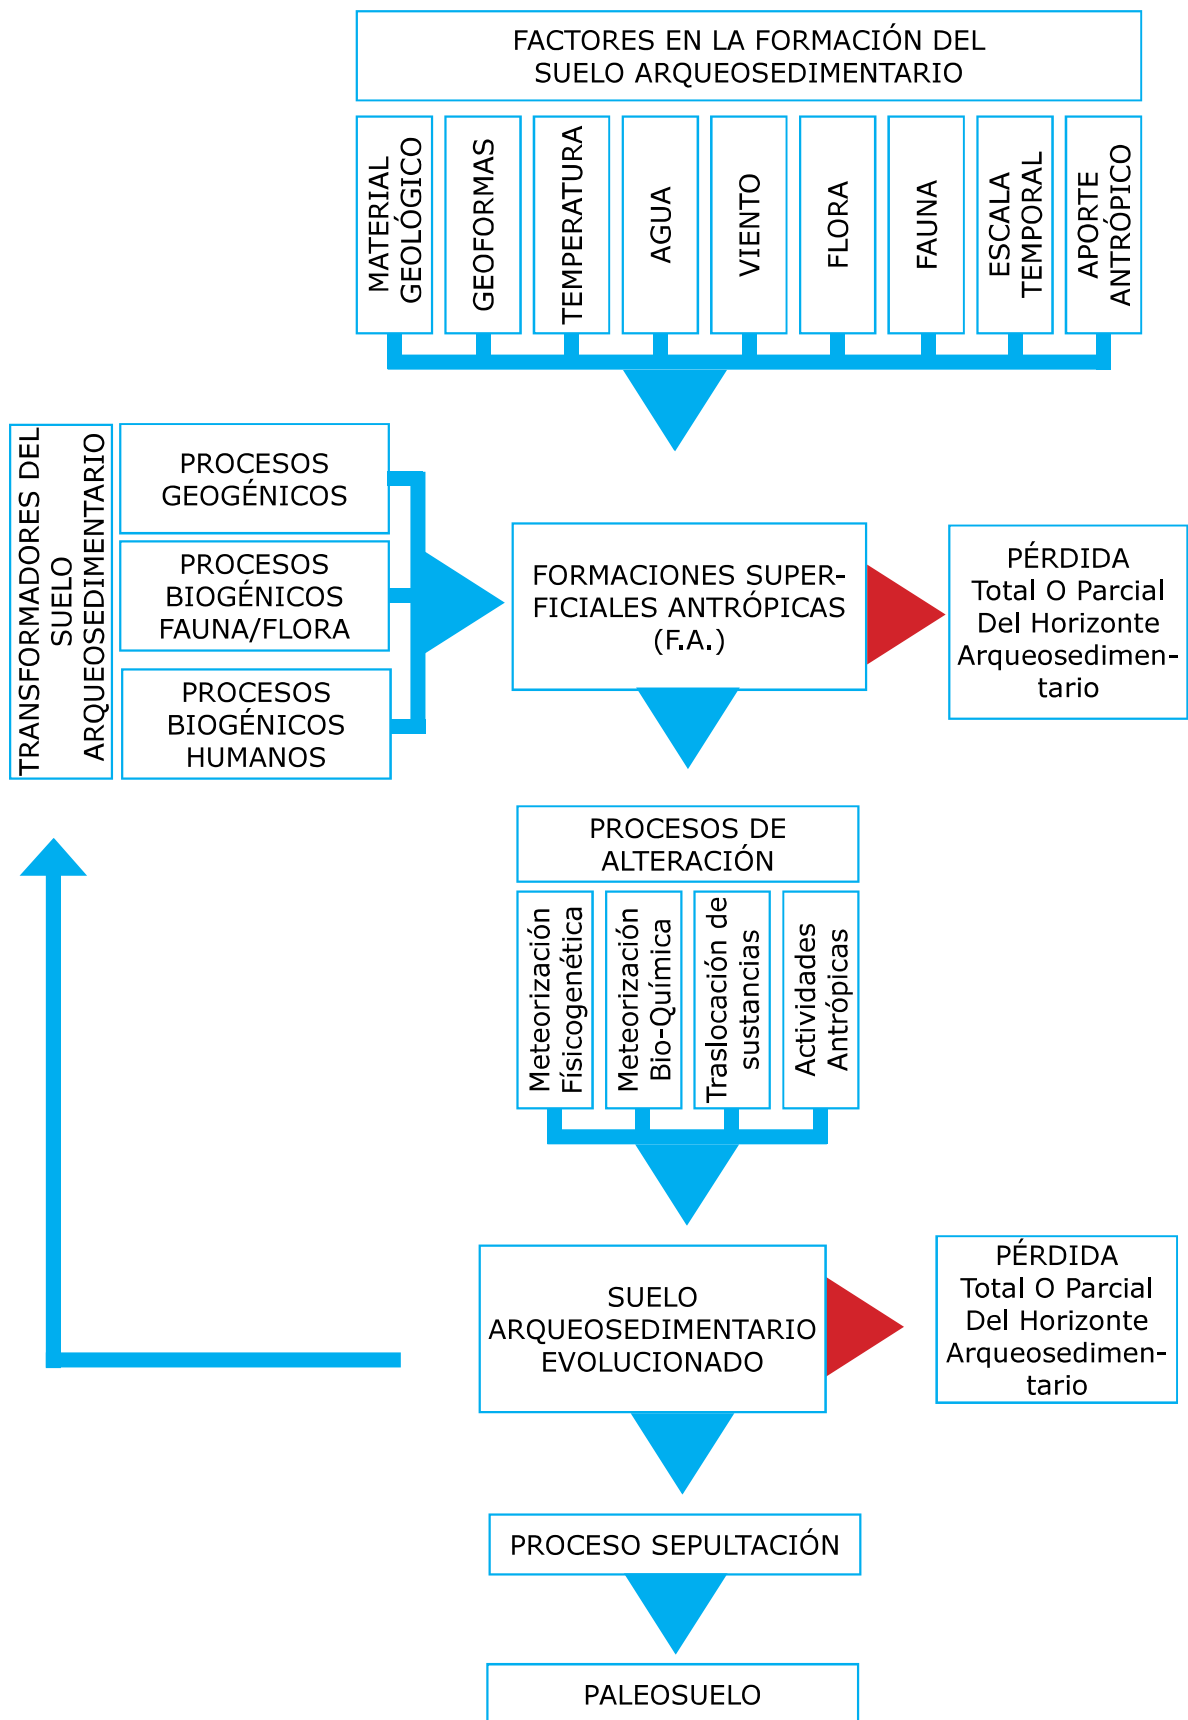 FACTORES EN LA FORMACIÓN DEL
SUELO ARQUEOSEDIMENTARIO
MATERIAL
GEOLÓGICO
GEOFORMAS
TEMPERATURA
AGUA
VIENTO
FLORA
FAUNA
ESCALA
TEMPORAL
APORTE
ANTRÓPICO
TRANSFORMADORES DEL
SUELO
ARQUEOSEDIMENTARIO
PROCESOS
GEOGÉNICOS
PROCESOS
BIOGÉNICOS
FAUNA/FLORA
PROCESOS
BIOGÉNICOS
HUMANOS
FORMACIONES SUPER-
FICIALES ANTRÓPICAS
(F.A.)
PÉRDIDA
Total O Parcial
Del Horizonte
Arqueosedimen-
tario
PROCESOS DE
ALTERACIÓN
Meteorización
Físicogenética
Meteorización
Bio-Química
Traslocación de
sustancias
Actividades
Antrópicas
SUELO
ARQUEOSEDIMENTARIO
EVOLUCIONADO
PÉRDIDA
Total O Parcial
Del Horizonte
Arqueosedimen-
tario
PROCESO SEPULTACIÓN
PALEOSUELO